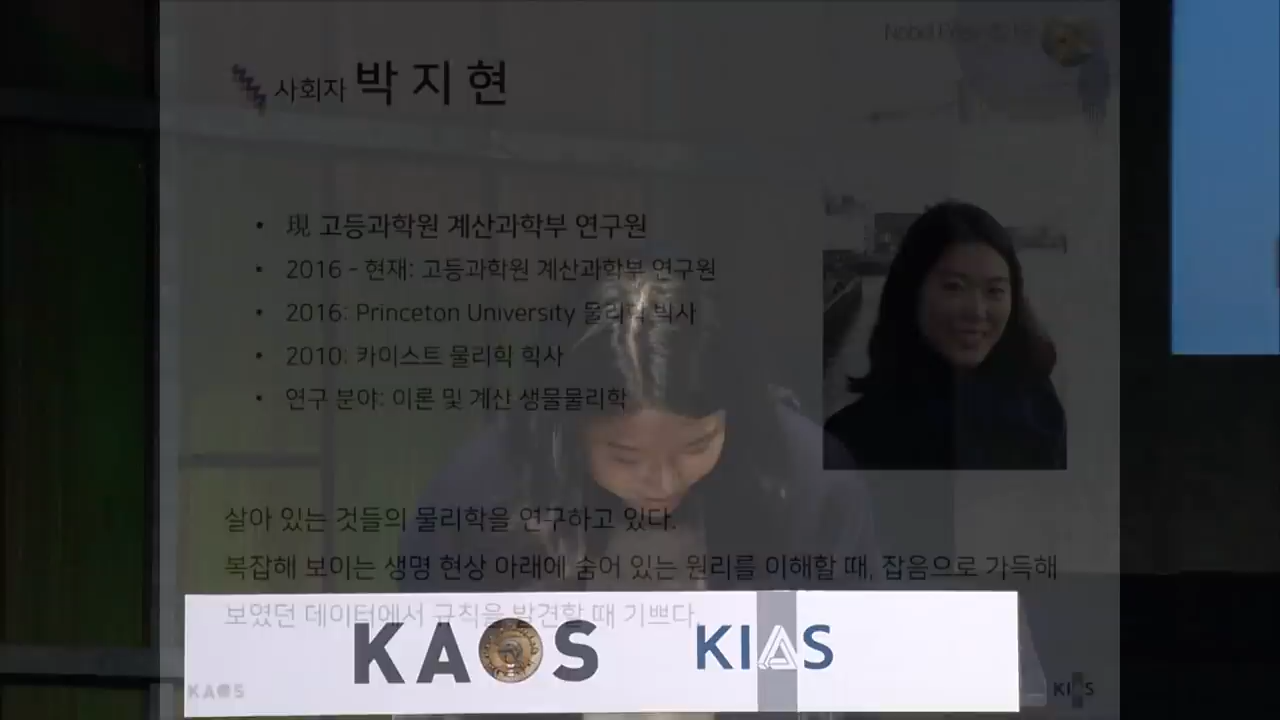 사회자 박 지 현
• 現 고등과학원 계산과학부 연구원
• 2016 - 현재: 고등과학원 계산과학부 연구원
• 2016: Princeton University 물리학 박사
• 2010: 카이스트 물리학 학사
• 연구 분야: 이론 및 계산 생물물리학
살아 있는 것들의 물리학을 연구하고 있다.
복잡해 보이는 생명 현상 아래에 숨어 있는 원리를 이해할 때, 잡음으로 가득해
보였던 데이터에서 규칙을 발견할 때 기쁘다.
KAOS KIAS
KAOS KIAS